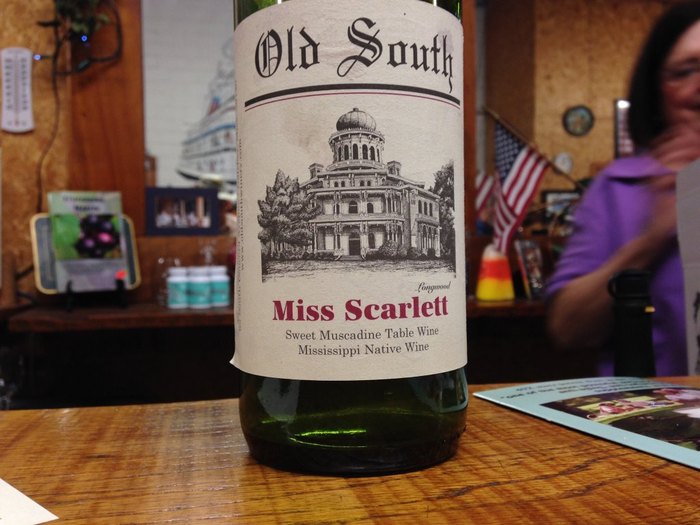 Old South
Longwood
Miss Scarlett
Sweet Muscadine Table Wine
Mississippi Native Wine